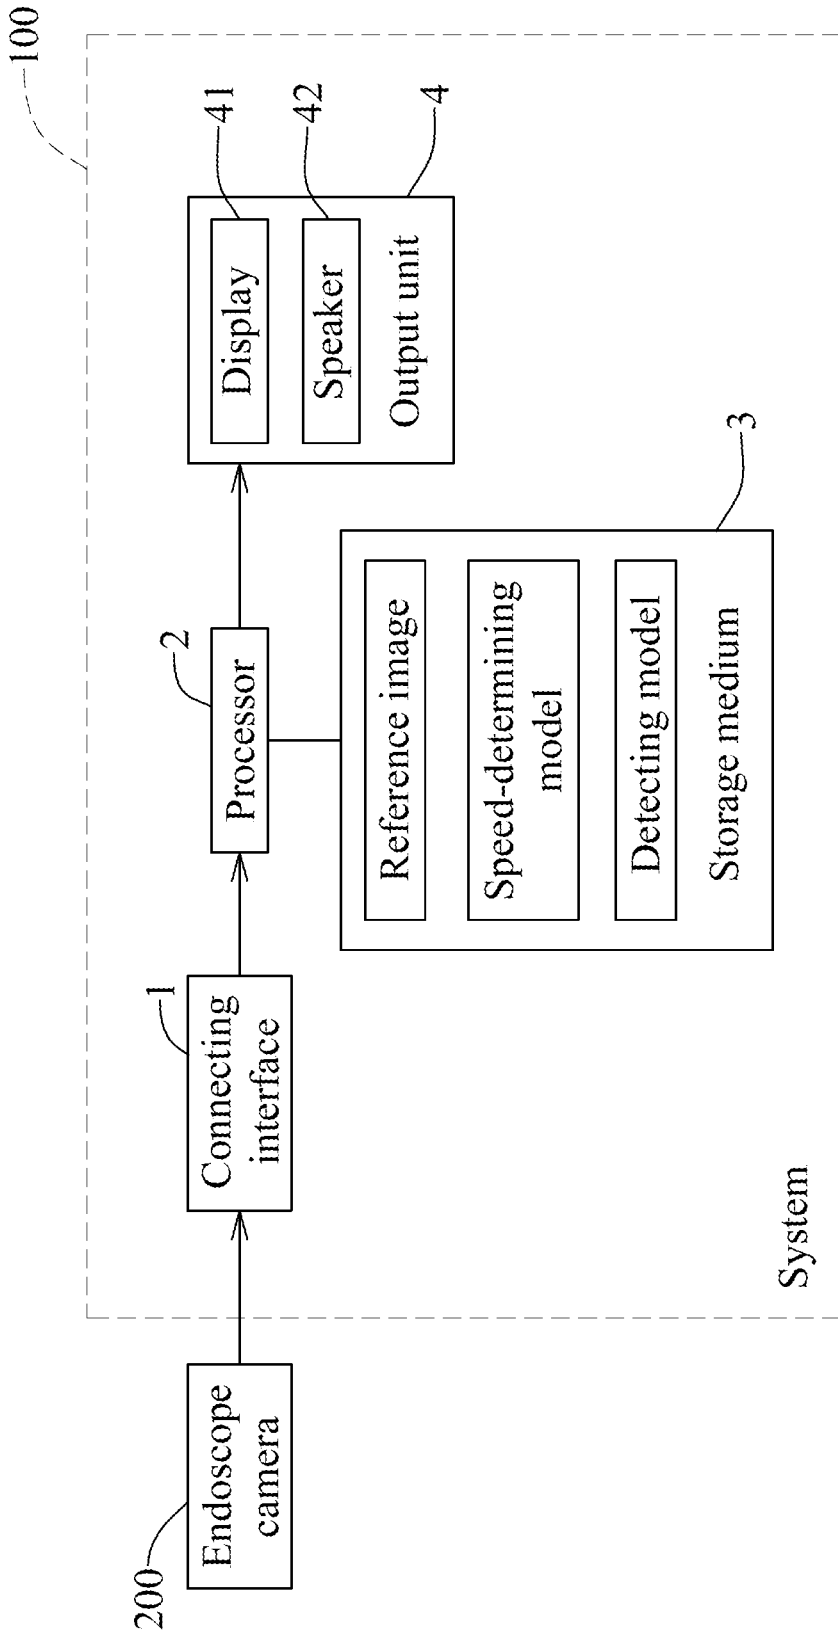 100
200
Endoscope
camera
1
Connecting
interface
2
Processor
41
Display
42
Speaker
4
Output unit
3
Reference image
Speed-determining
model
Detecting model
Storage medium
System